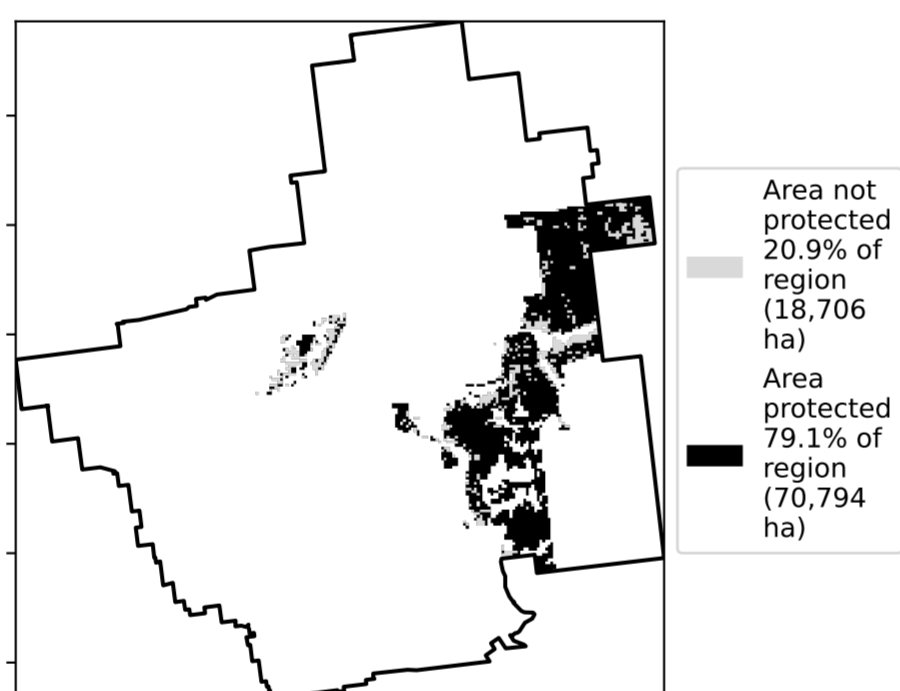 Area not
protected
20.9% of
region
(18,706
ha)
Area
protected
79.1% of
region
(70,794
ha)